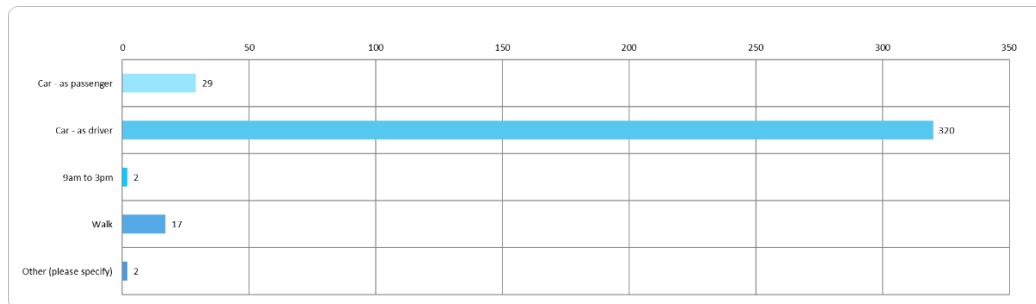 0 50 100 150 200 250 300 350
Car - as passenger 29
Car - as driver 320
9am to 3pm 2
Walk 17
Other (please specify) 2